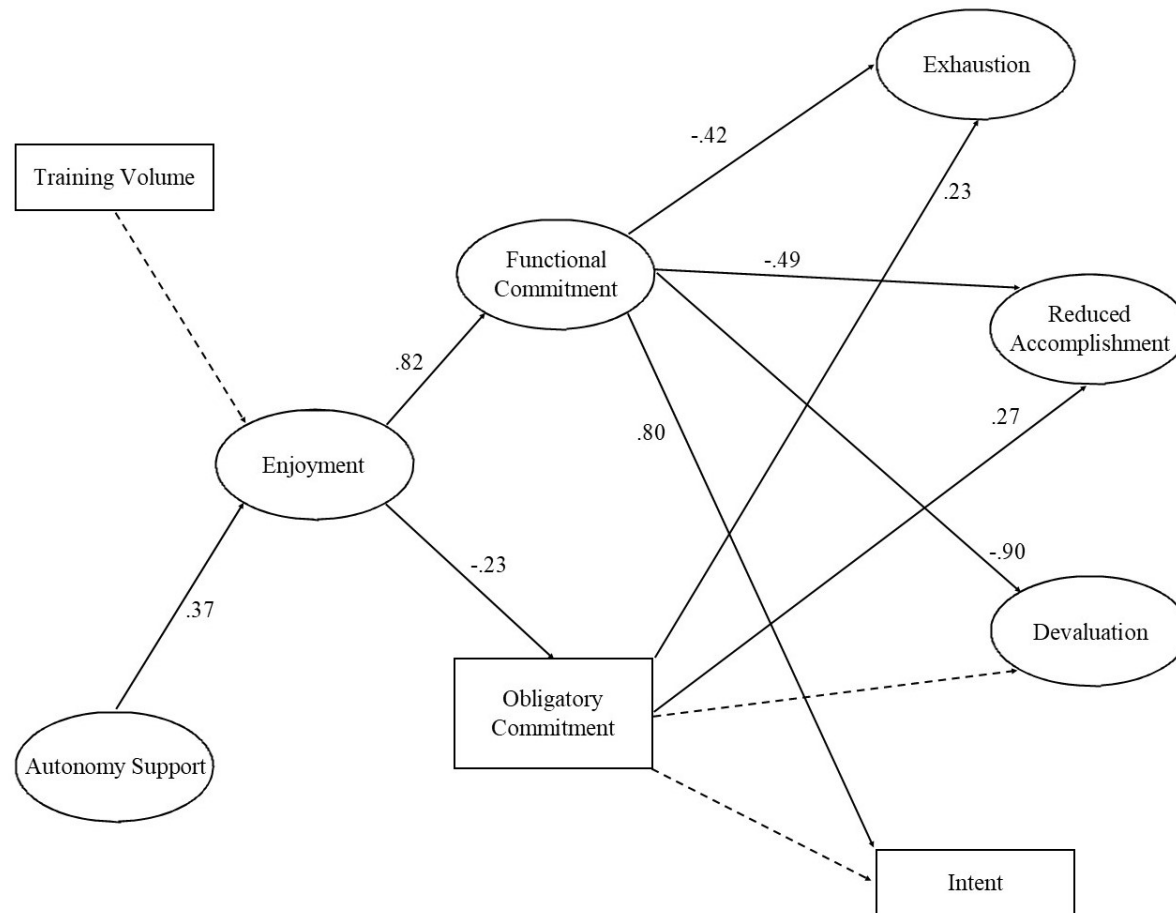 Exhaustion
-.42
Training Volume
.23
Functional
Commitment
-.49
Reduced
Accomplishment
.82
.80
.27
Enjoyment
-.23
-.90
.37
Devaluation
Obligatory
Commitment
Autonomy Support
Intent